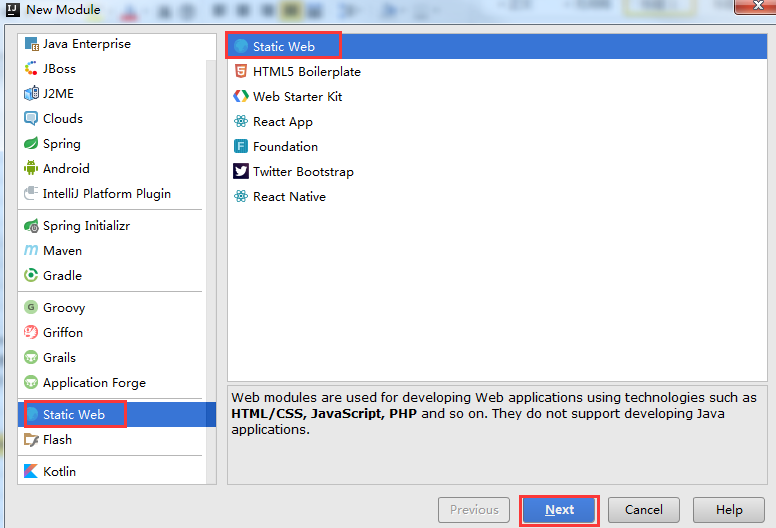 New Module
Java Enterprise
JBoss
J2ME
Clouds
Spring
Android
IntelliJ Platform Plugin
Spring Initializr
Maven
Gradle
Groovy
Griffon
Grails
Application Forge
Static Web
Flash
Kotlin
Static Web
HTML5 Boilerplate
Web Starter Kit
React App
Foundation
Twitter Bootstrap
React Native
Web modules are used for developing Web applications using technologies such as
HTML/CSS, JavaScript, PHP and so on. They do not support developing Java
applications.
Previous
Next
Cancel
Help